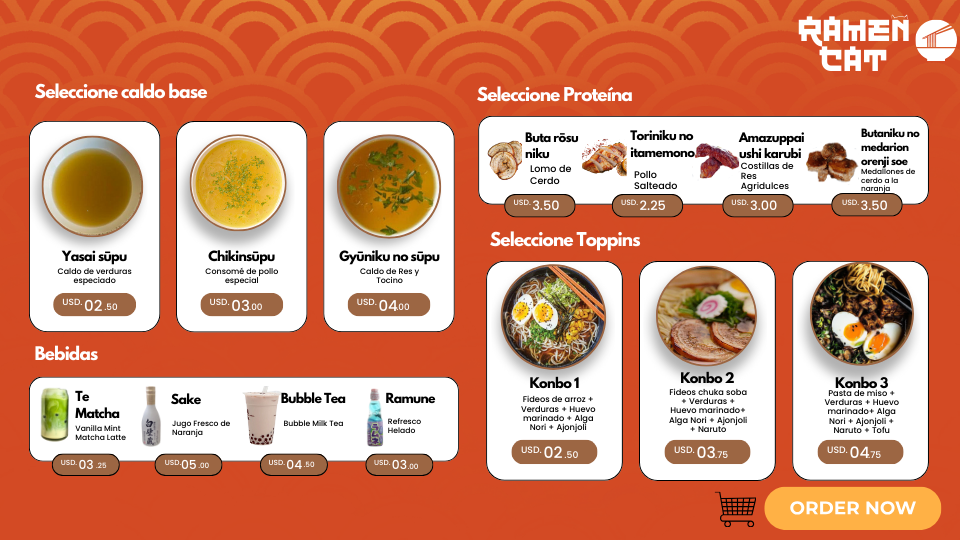 RAMEN
CAT
Seleccione caldo base
Yasai sūpu
Caldo de verduras
especiado
USD. 02.50
Chikinsūpu
Consomé de pollo
especial
USD. 03.00
Gyūniku no sūpu
Caldo de Res y
Tocino
USD. 04.00
Seleccione Proteína
Buta rōsu
niku
Lomo de
Cerdo
USD. 3.50
Toriniku no
itamemono
Pollo
Salteado
USD. 2.25
Amazuppai
ushi karubi
Costillas de
Res
Agridulces
USD. 3.00
Butaniku no
medarion
orenji soe
Medallones de
cerdo a la
naranja
USD. 3.50
Seleccione Toppins
Konbo 1
Fideos de arroz +
Verduras + Huevo
marinado + Alga
Nori + Ajonjoli
USD. 02.50
Konbo 2
Fideos chuka soba
+ Verduras +
Huevo marinado+
Alga Nori + Ajonjoli
+ Naruto
USD. 03.75
Konbo 3
Pasta de miso +
Verduras + Huevo
marinado+ Alga
Nori + Ajonjoli +
Naruto + Tofu
USD. 04.75
Bebidas
Te
Matcha
Vanilla Mint
Matcha Latte
USD. 03.25
Sake
Jugo Fresco de
Naranja
USD.05.00
Bubble Tea
Bubble Milk Tea
USD. 04.50
Ramune
Refresco
Helado
USD. 03.00
ORDER NOW